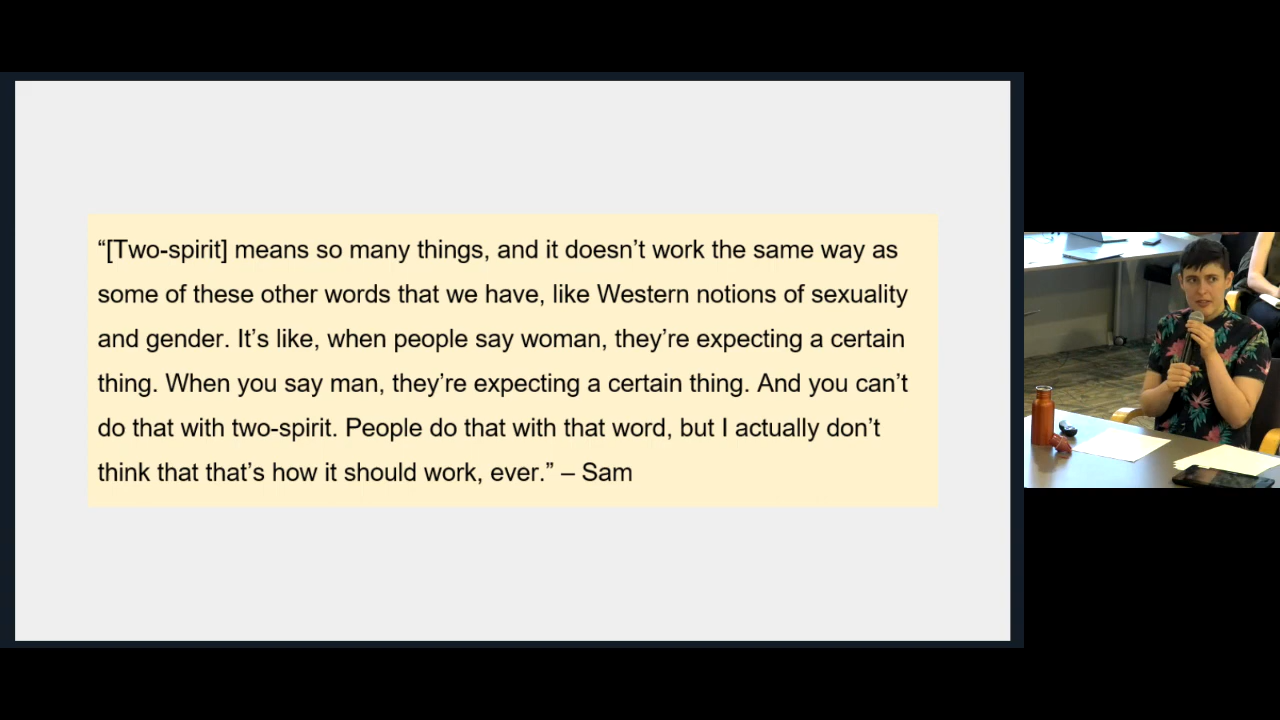 “[Two-spirit] means so many things, and it doesn’t work the same way as
some of these other words that we have, like Western notions of sexuality
and gender. It’s like, when people say woman, they’re expecting a certain
thing. When you say man, they’re expecting a certain thing. And you can’t
do that with two-spirit. People do that with that word, but I actually don’t
think that that’s how it should work, ever.” – Sam